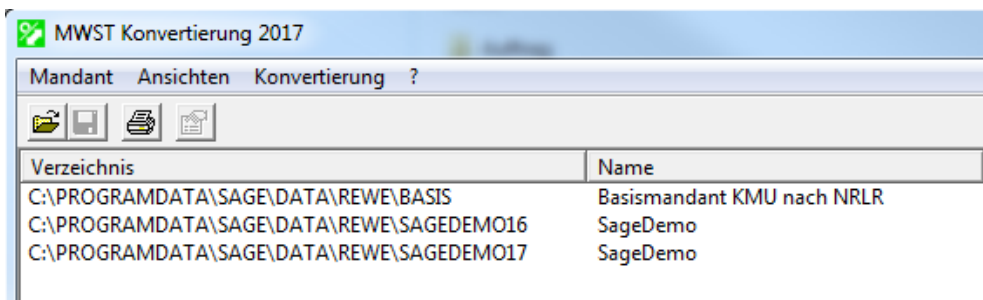 MWST Konvertierung 2017
Mandant Ansichten Konvertierung ?
Verzeichnis Name
C:\PROGRAMDATA\SAGE\DATA\REWE\BASIS Basismandant KMU nach NRLR
C:\PROGRAMDATA\SAGE\DATA\REWE\SAGEDEMO16 SageDemo
C:\PROGRAMDATA\SAGE\DATA\REWE\SAGEDEMO17 SageDemo